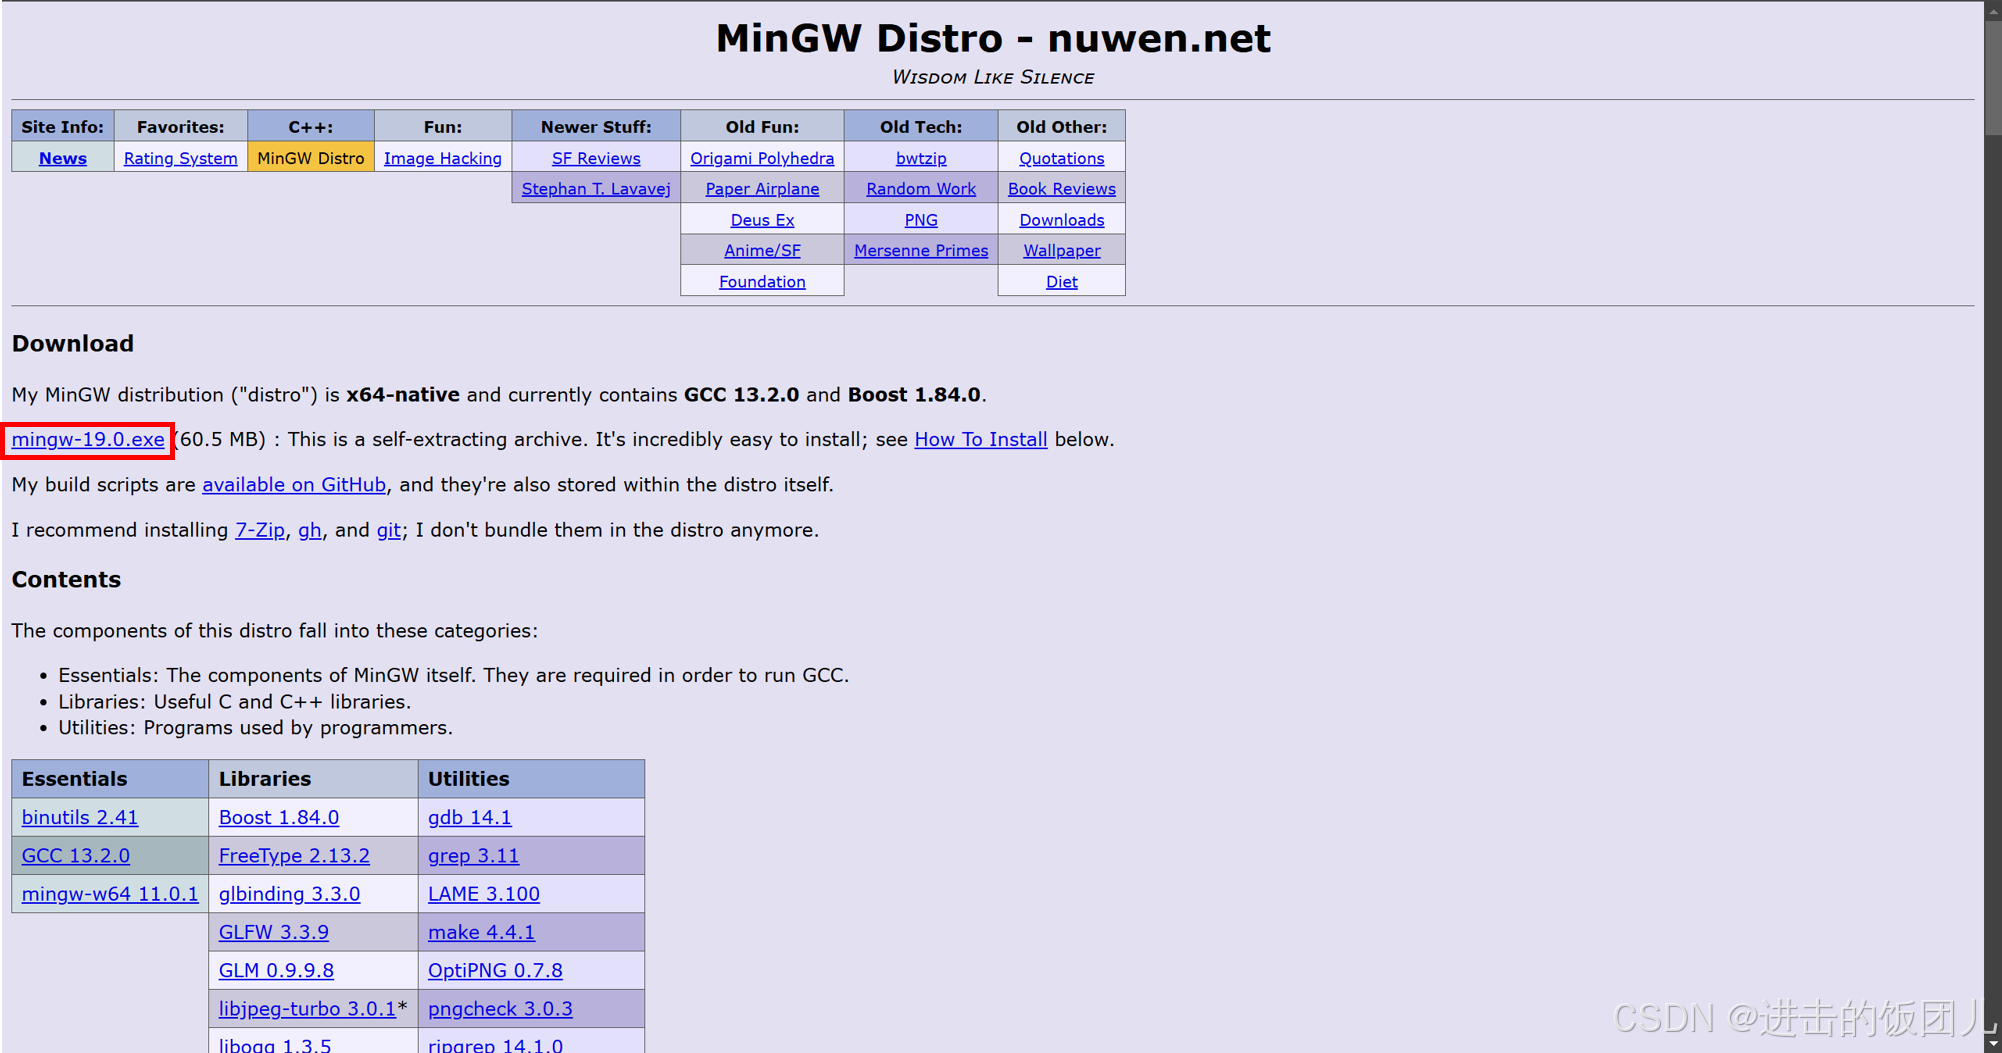 MinGW Distro - nuwen.net
Wisdom Like Silence
Site Info: Favorites: C++: Fun: Newer Stuff: Old Fun: Old Tech: Old Other:
News Rating System MinGW Distro Image Hacking SF Reviews Origami Polyhedra bwtzip Quotations
Stephan T. Lavavej Paper Airplane Random Work Book Reviews
Deus Ex PNG Downloads
Anime/SF Mersenne Primes Wallpaper
Foundation Diet
Download
My MinGW distribution ("distro") is x64-native and currently contains GCC 13.2.0 and Boost 1.84.0.
mingw-19.0.exe (60.5 MB) : This is a self-extracting archive. It's incredibly easy to install; see How To Install below.
My build scripts are available on GitHub, and they're also stored within the distro itself.
I recommend installing 7-Zip, gh, and git; I don't bundle them in the distro anymore.
Contents
The components of this distro fall into these categories:
• Essentials: The components of MinGW itself. They are required in order to run GCC.
• Libraries: Useful C and C++ libraries.
• Utilities: Programs used by programmers.
Essentials Libraries Utilities
binutils 2.41 Boost 1.84.0 gdb 14.1
GCC 13.2.0 FreeType 2.13.2 grep 3.11
mingw-w64 11.0.1 glbinding 3.3.0 LAME 3.100
GLFW 3.3.9 make 4.4.1
GLM 0.9.9.8 OptiPNG 0.7.8
libjpeg-turbo 3.0.1* pngcheck 3.0.3
libogg 1.3.5 ripgrep 14.1.0
CSDN @进击的饭团儿